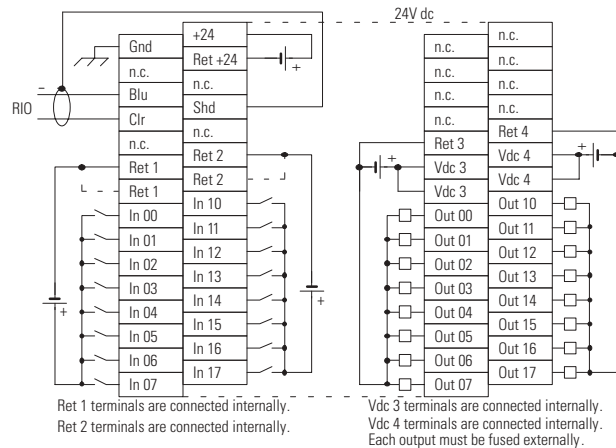 24V dc
+24
Gnd
Ret +24
n.c.
n.c.
–
Blu
Shd
RIO
Clr
n.c.
n.c.
Ret 2
Ret 1
Ret 2
Ret 1
In 10
In 00
In 11
In 01
In 12
In 02
In 13
In 03
In 14
In 04
In 15
In 05
In 16
In 06
In 17
In 07
+
+
+
Ret 1 terminals are connected internally.
Ret 2 terminals are connected internally.
n.c.
n.c.
n.c.
n.c.
n.c.
n.c.
n.c.
n.c.
Ret 4
Ret 3
Vdc 4
+
+
Vdc 3
Vdc 4
Vdc 3
Out 10
Out 00
Out 11
Out 01
Out 12
Out 02
Out 13
Out 03
Out 14
Out 04
Out 15
Out 05
Out 16
Out 06
Out 17
Out 07
Vdc 3 terminals are connected internally.
Vdc 4 terminals are connected internally.
Each output must be fused externally.